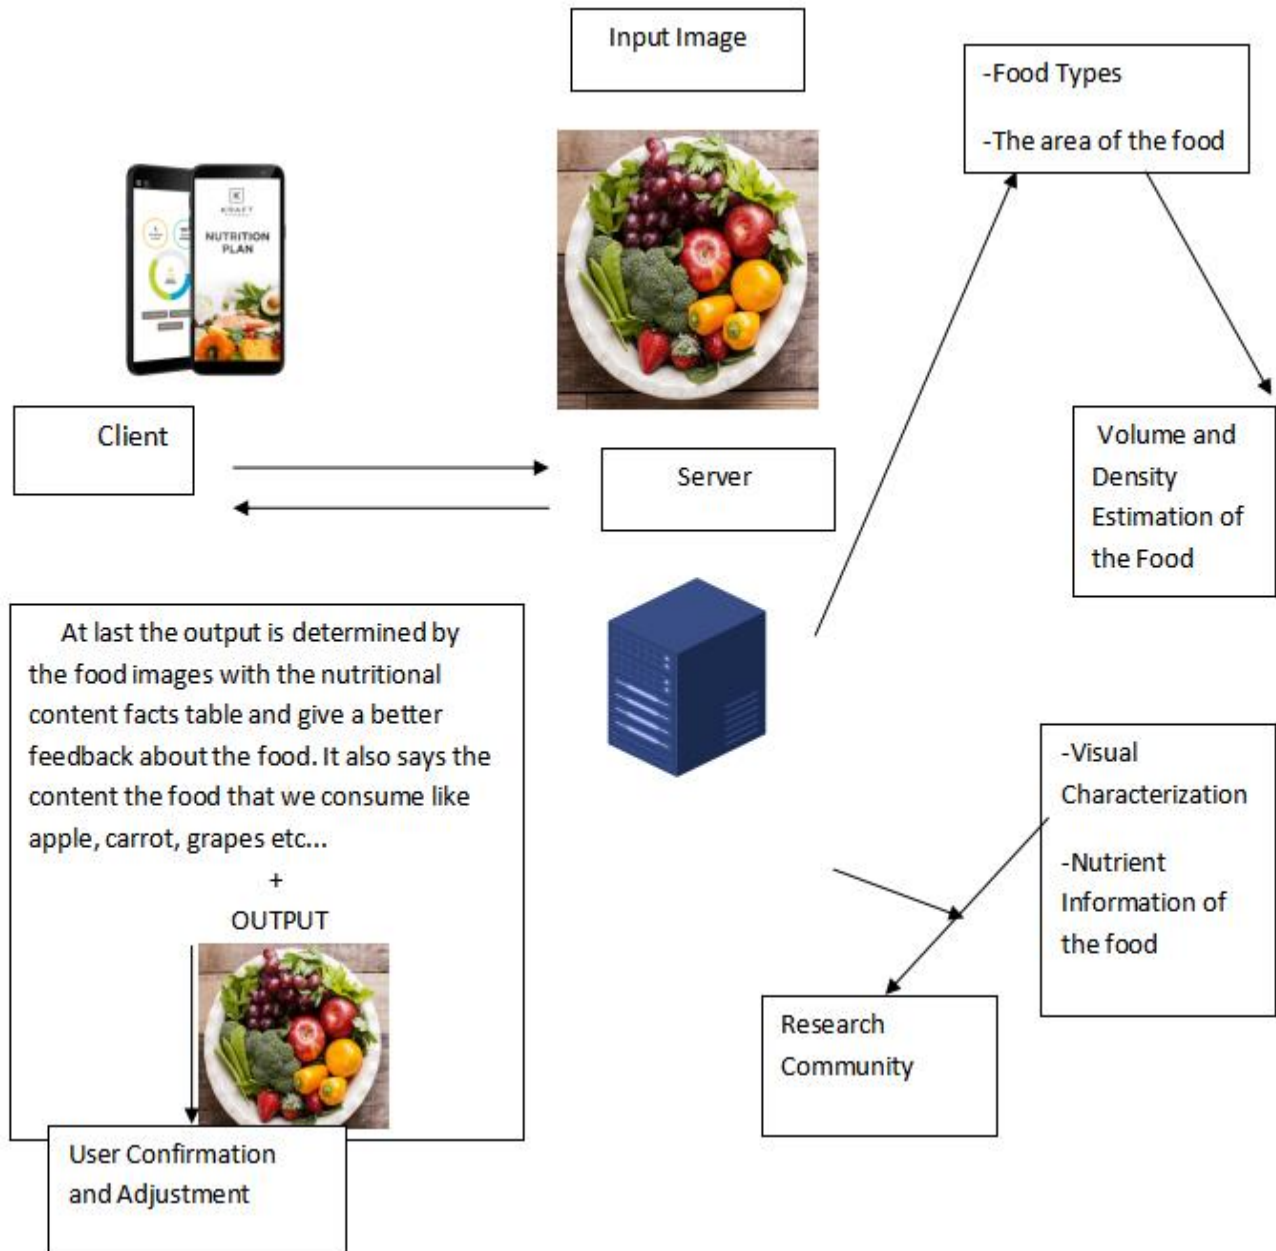 Input Image
-Food Types
-The area of the food
K
KRAFT
NUTRITION
PLAN
Client
Server
Volume and
Density
Estimation of
the Food
At last the output is determined by
the food images with the nutritional
content facts table and give a better
feedback about the food. It also says the
content the food that we consume like
apple, carrot, grapes etc...
+
OUTPUT
User Confirmation
and Adjustment
-Visual
Characterization
-Nutrient
Information of
the food
Research
Community